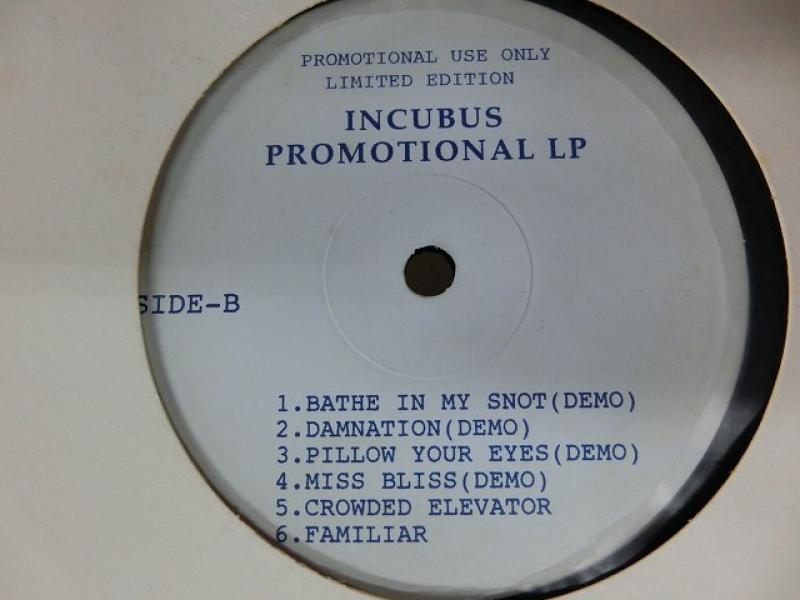 PROMOTIONAL USE ONLY
LIMITED EDITION
INCUBUS
PROMOTIONAL LP
SIDE-B
1.BATHE IN MY SNOT(DEMO)
2.DAMNATION(DEMO)
3.PILLOW YOUR EYES(DEMO)
4.MISS BLISS(DEMO)
5.CROWDED ELEVATOR
6.FAMILIAR